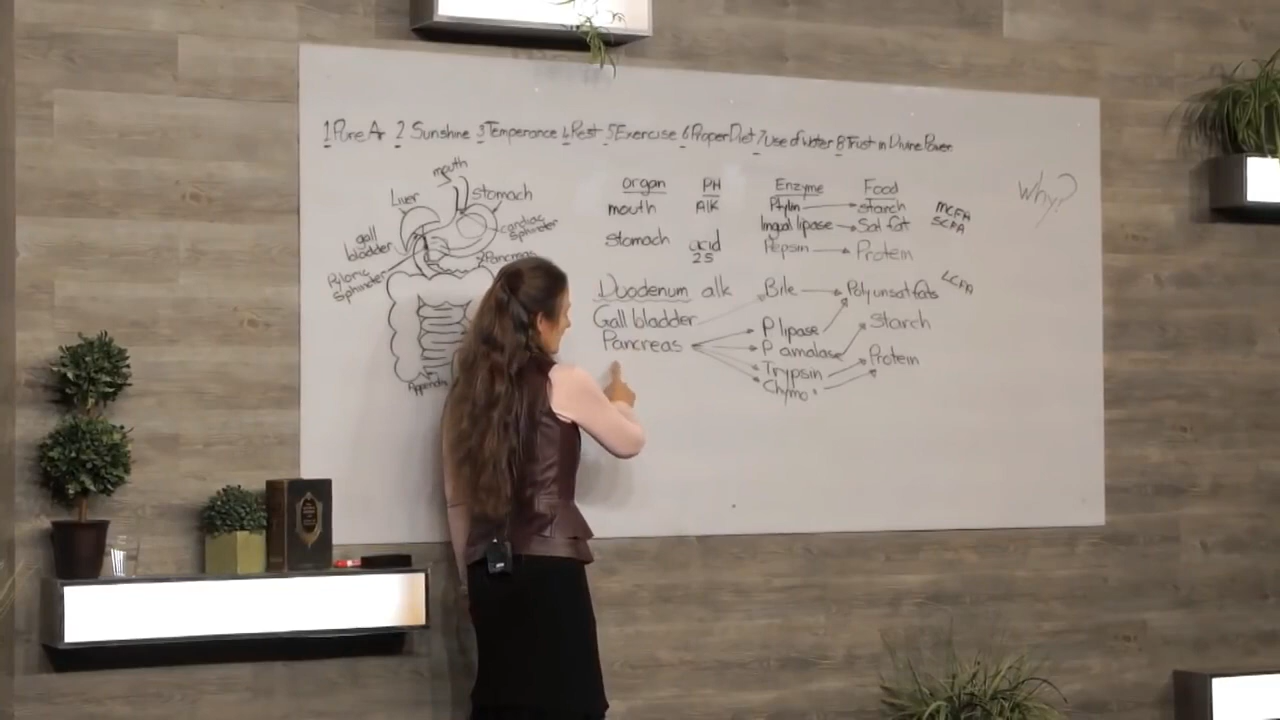 1 Pure Air 2 Sunshine 3 Temperance 4 Rest 5 Exercise 6 Proper Diet 7 Use of Water 8 Trust in Divine Power
mouth
Liver
stomach
cardiac
sphincter
gall
bladder
Pancreas
Pyloric
Sphincter
Appendix
organ PH
mouth Alk
stomach acid
25
Duodenum alk
Gall bladder
Pancreas
Enzyme Food
Ptylin starch
lingal lipase Sat fat
MCFA
SCFA
Pepsin Protein
Bile Polyunsat fats
LCFA
P lipase Starch
P amalase Protein
Trypsin
Chymo
Why?